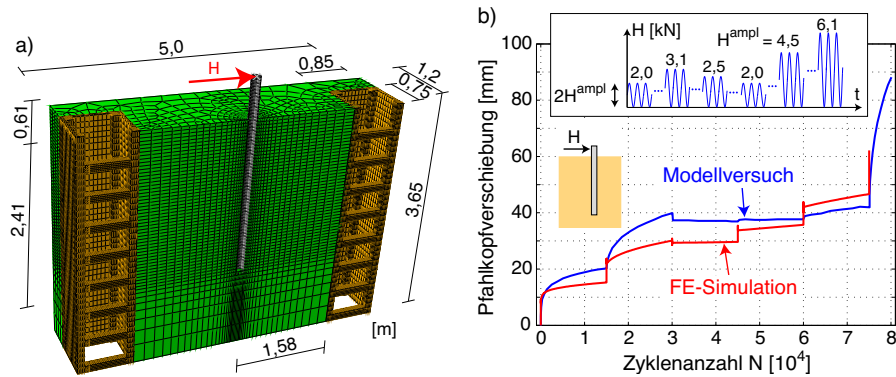 a)
5,0
H
0,85
1,2
0,75
0,61
2,41
3,65
[m]
1,58
b)
H [kN]
H^ampl = 4,5
6,1
2,0
3,1
2,5
2,0
2H^ampl
t
H
Modellversuch
FE-Simulation
Pfahlkopfverschiebung [mm]
100
80
60
40
20
0
0 1 2 3 4 5 6 7 8
Zyklenanzahl N [10^4]